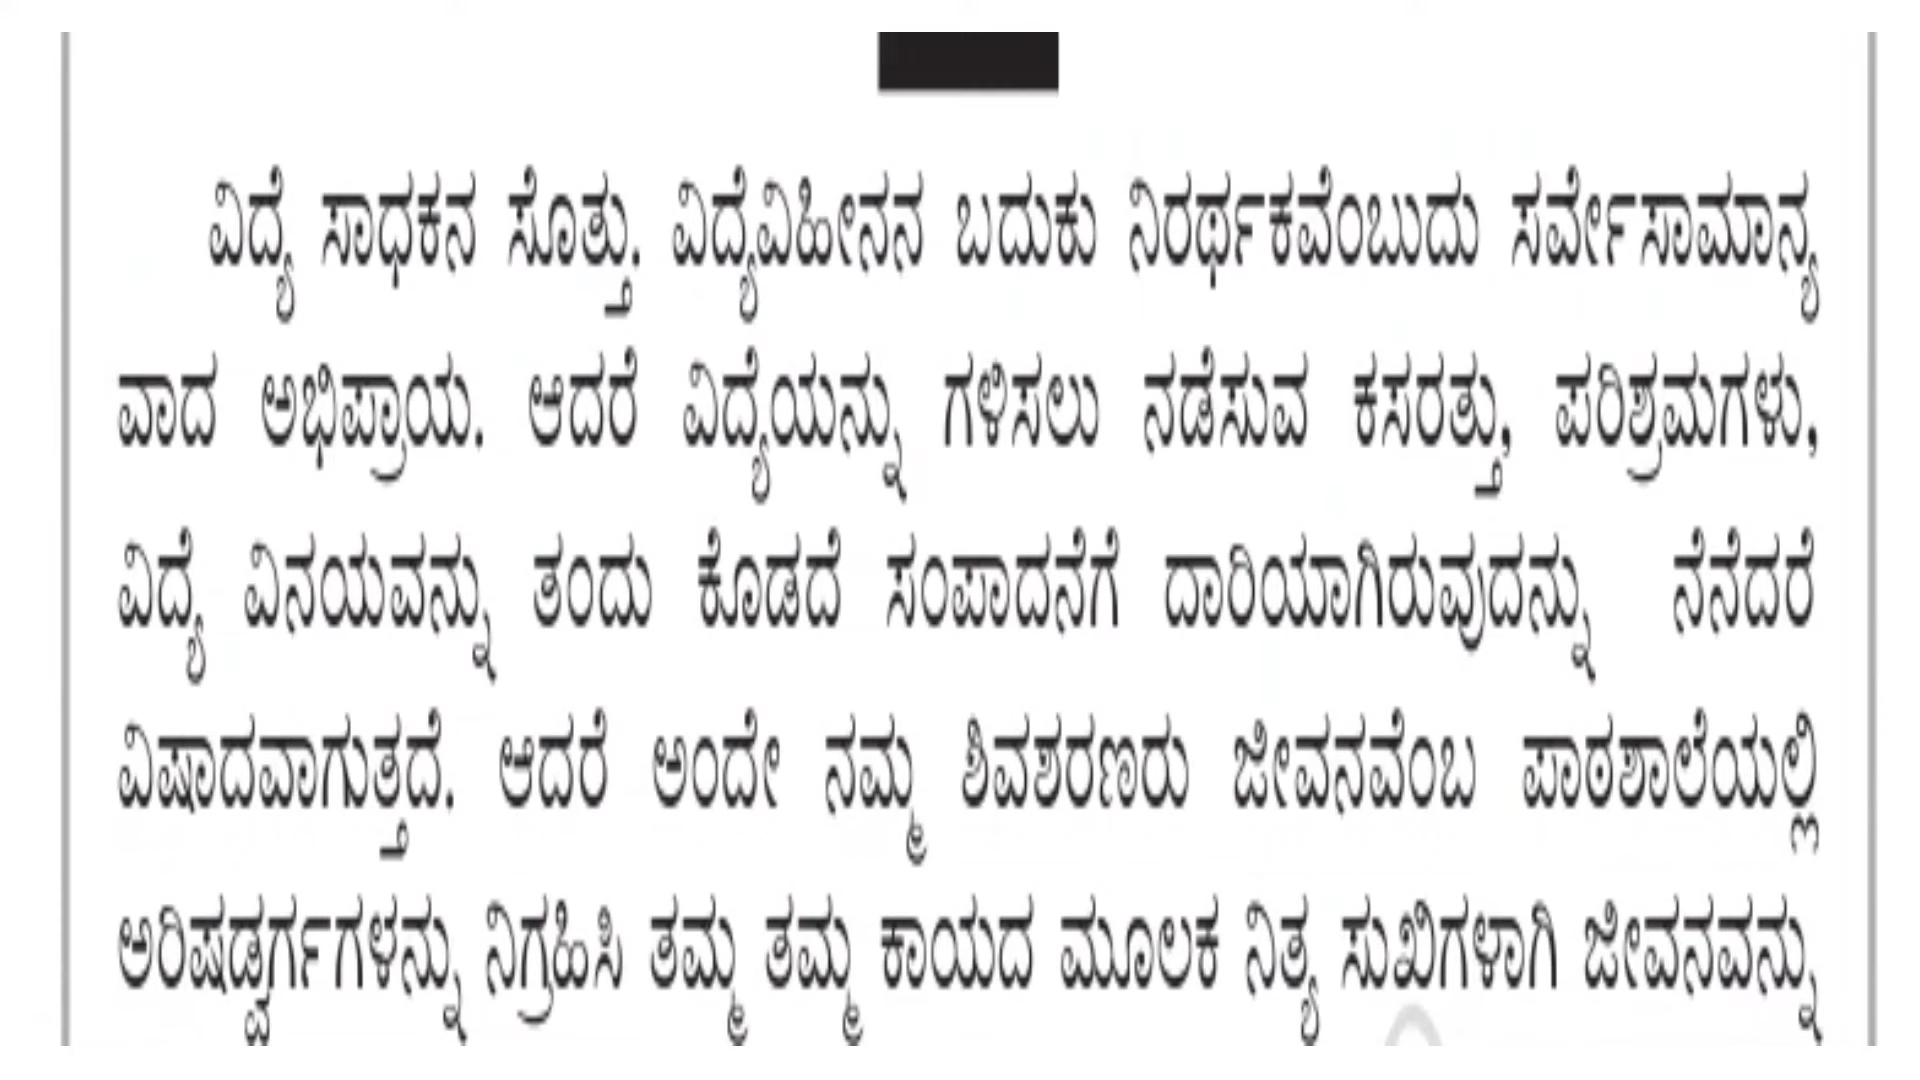 ವಿದ್ಯೆ ಸಾಧಕನ ಸೊತ್ತು. ವಿದ್ಯೆವಿಹೀನನ ಬದುಕು ನಿರರ್ಥಕವೆಂಬುದು ಸರ್ವೇಸಾಮಾನ್ಯ
ವಾದ ಅಭಿಪ್ರಾಯ. ಆದರೆ ವಿದ್ಯೆಯನ್ನು ಗಳಿಸಲು ನಡೆಸುವ ಕಸರತ್ತು, ಪರಿಶ್ರಮಗಳು,
ವಿದ್ಯೆ ವಿನಯವನ್ನು ತಂದು ಕೊಡದೆ ಸಂಪಾದನೆಗೆ ದಾರಿಯಾಗಿರುವುದನ್ನು ನೆನೆದರೆ
ವಿಷಾದವಾಗುತ್ತದೆ. ಆದರೆ ಅಂದೇ ನಮ್ಮ ಶಿವಶರಣರು ಜೀವನವೆಂಬ ಪಾಠಶಾಲೆಯಲ್ಲಿ
ಅರಿಷಡ್ವರ್ಗಗಳನ್ನು ನಿಗ್ರಹಿಸಿ ತಮ್ಮ ತಮ್ಮ ಕಾಯದ ಮೂಲಕ ನಿತ್ಯ ಸುಖಿಗಳಾಗಿ ಜೀವನವನ್ನು